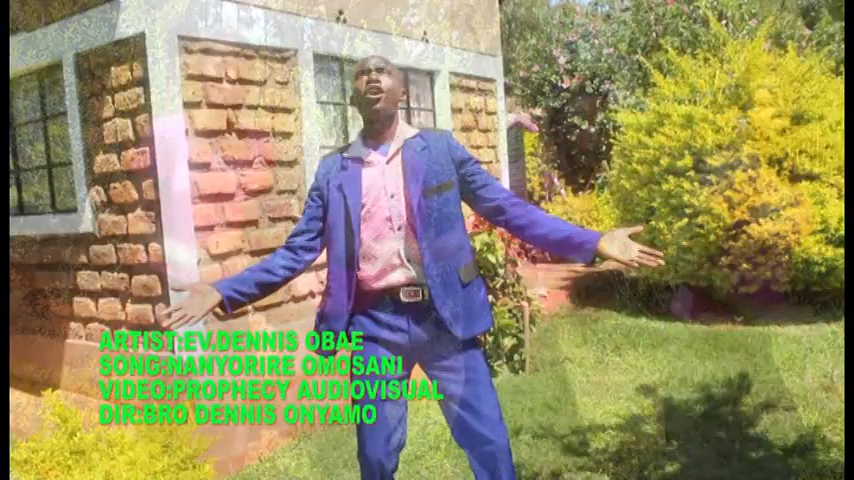 ARTIST:EV.DENNIS OBAE
SONG:NANYORIRE OMOSANI
VIDEO:PROPHECY AUDIOVISUAL
DIR:BRO DENNIS ONYAMO